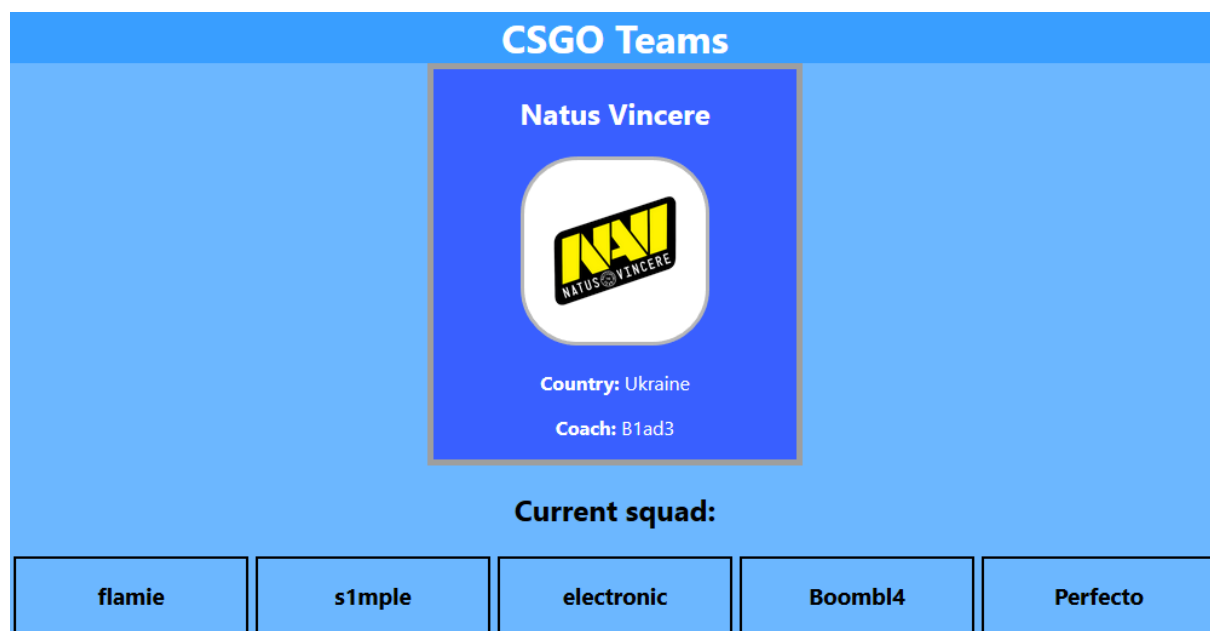 CSGO Teams
Natus Vincere
NAVI
NATUS VINCERE
Country: Ukraine
Coach: B1ad3
Current squad:
flamie s1mple electronic Boombl4 Perfecto